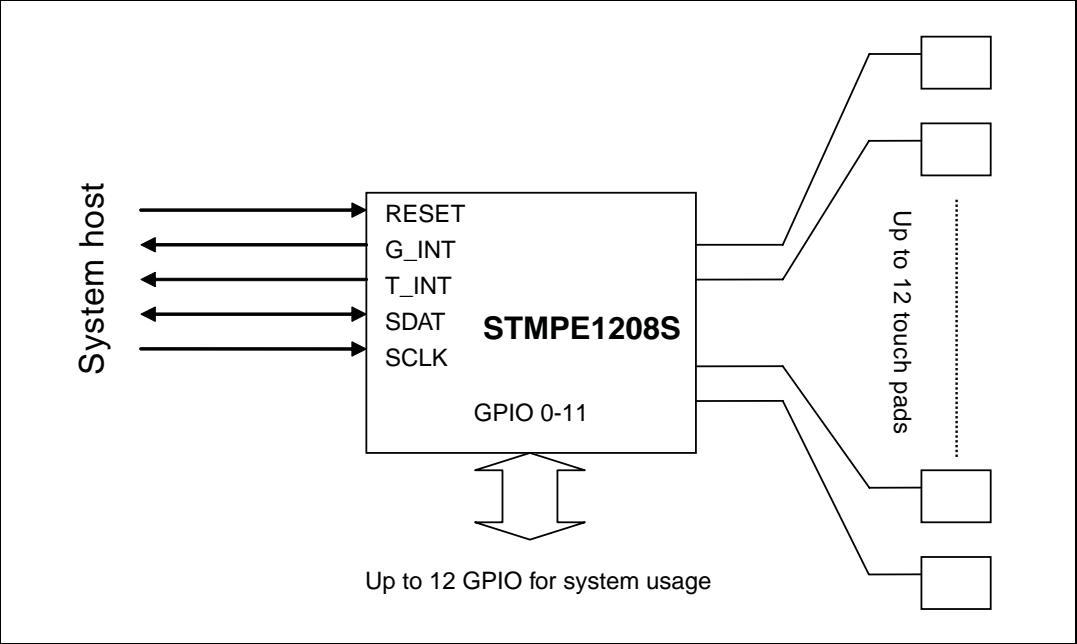 System host
RESET
G_INT
T_INT
SDAT
SCLK
STMPE1208S
GPIO 0-11
Up to 12 touch pads
Up to 12 GPIO for system usage